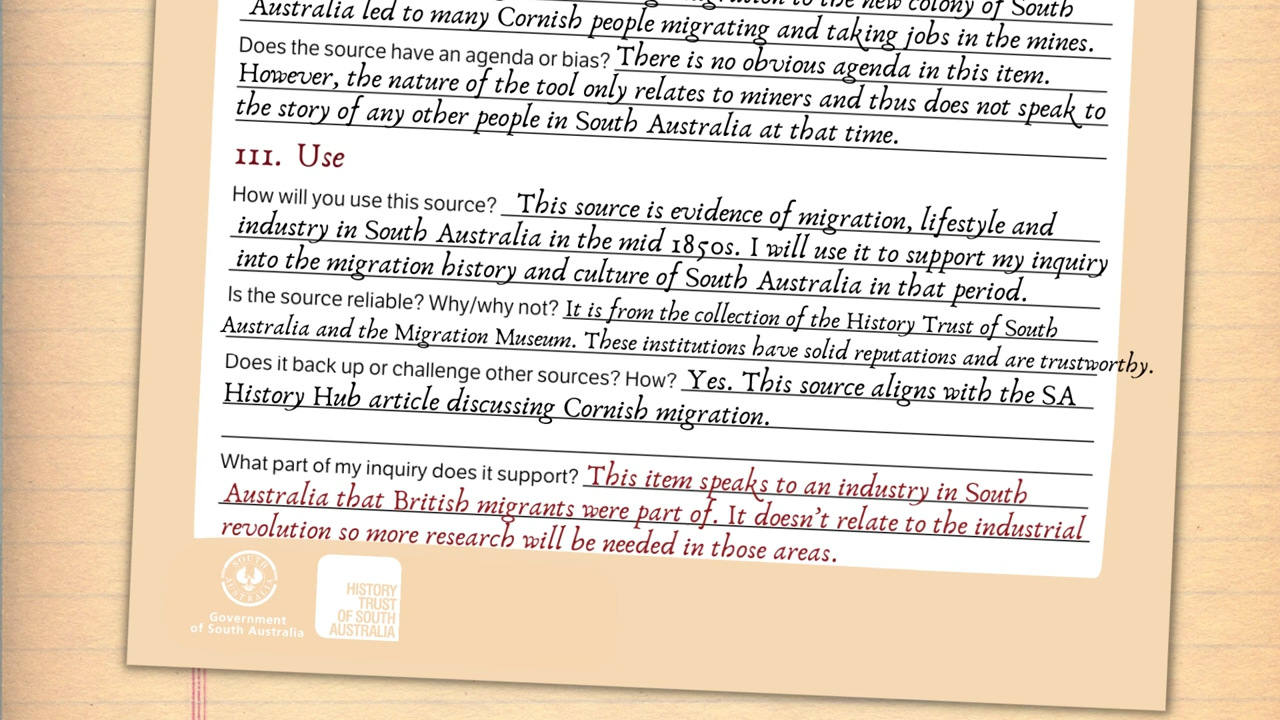 to the new colony of South
Australia led to many Cornish people migrating and taking jobs in the mines.
Does the source have an agenda or bias? There is no obvious agenda in this item.
However, the nature of the tool only relates to miners and thus does not speak to
the story of any other people in South Australia at that time.
III. Use
How will you use this source? This source is evidence of migration, lifestyle and
industry in South Australia in the mid 1850s. I will use it to support my inquiry
into the migration history and culture of South Australia in that period.
Is the source reliable? Why/why not? It is from the collection of the History Trust of South
Australia and the Migration Museum. These institutions have solid reputations and are trustworthy.
Does it back up or challenge other sources? How? Yes. This source aligns with the SA
History Hub article discussing Cornish migration.
What part of my inquiry does it support? This item speaks to an industry in South
Australia that British migrants were part of. It doesn't relate to the industrial
revolution so more research will be needed in those areas.
SOUTH AUSTRALIA
Government
of South Australia
HISTORY
TRUST
OF SOUTH
AUSTRALIA